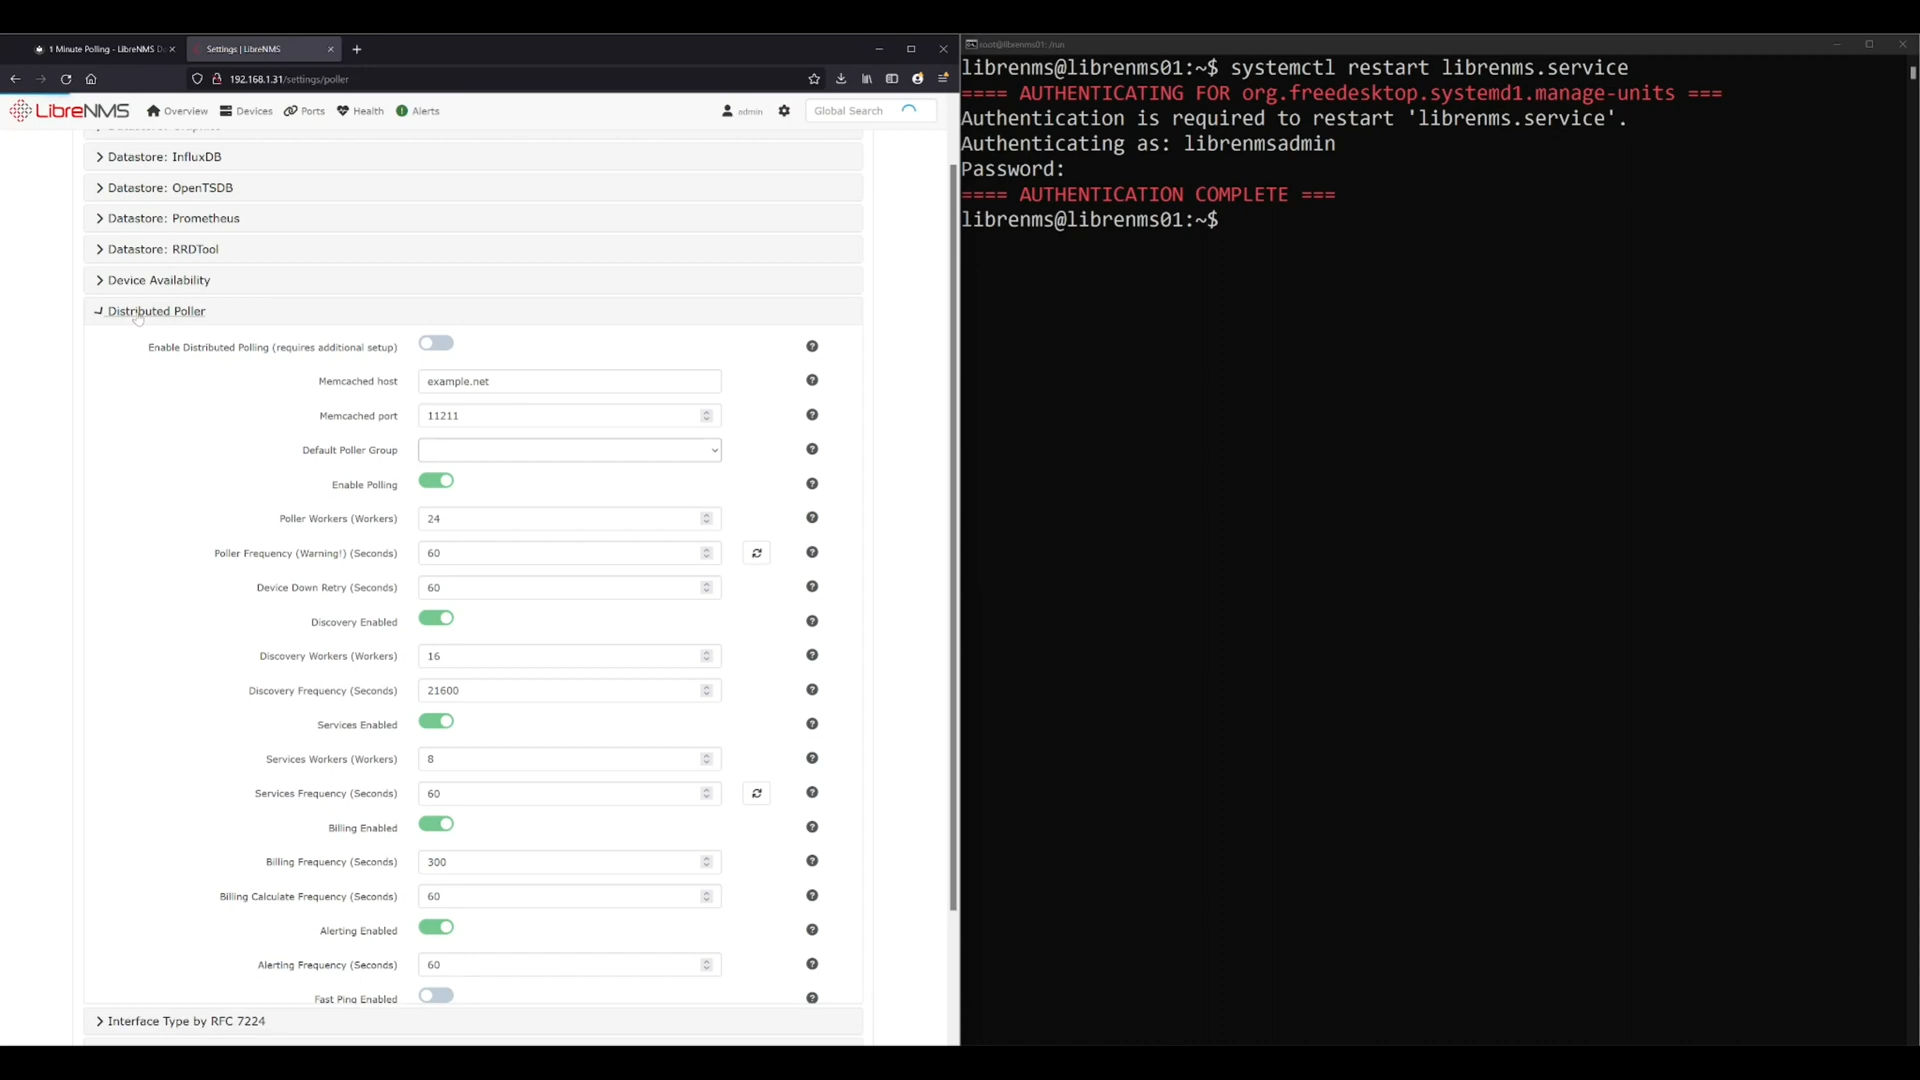 1 Minute Polling - LibreNMS Do
Settings | LibreNMS
192.168.1.31/settings/poller
LibreNMS
Overview
Devices
Ports
Health
Alerts
admin
Global Search
Datastore: InfluxDB
Datastore: OpenTSDB
Datastore: Prometheus
Datastore: RRDTool
Device Availability
Distributed Poller
Enable Distributed Polling (requires additional setup)
Memcached host
example.net
Memcached port
11211
Default Poller Group
Enable Polling
Poller Workers (Workers)
24
Poller Frequency (Warning!) (Seconds)
60
Device Down Retry (Seconds)
60
Discovery Enabled
Discovery Workers (Workers)
16
Discovery Frequency (Seconds)
21600
Services Enabled
Services Workers (Workers)
8
Services Frequency (Seconds)
60
Billing Enabled
Billing Frequency (Seconds)
300
Billing Calculate Frequency (Seconds)
60
Alerting Enabled
Alerting Frequency (Seconds)
60
Fast Ping Enabled
Interface Type by RFC 7224
root@librenms01: /run
librenms@librenms01:~$ systemctl restart librenms.service
==== AUTHENTICATING FOR org.freedesktop.systemd1.manage-units ===
Authentication is required to restart 'librenms.service'.
Authenticating as: librenmsadmin
Password:
==== AUTHENTICATION COMPLETE ===
librenms@librenms01:~$